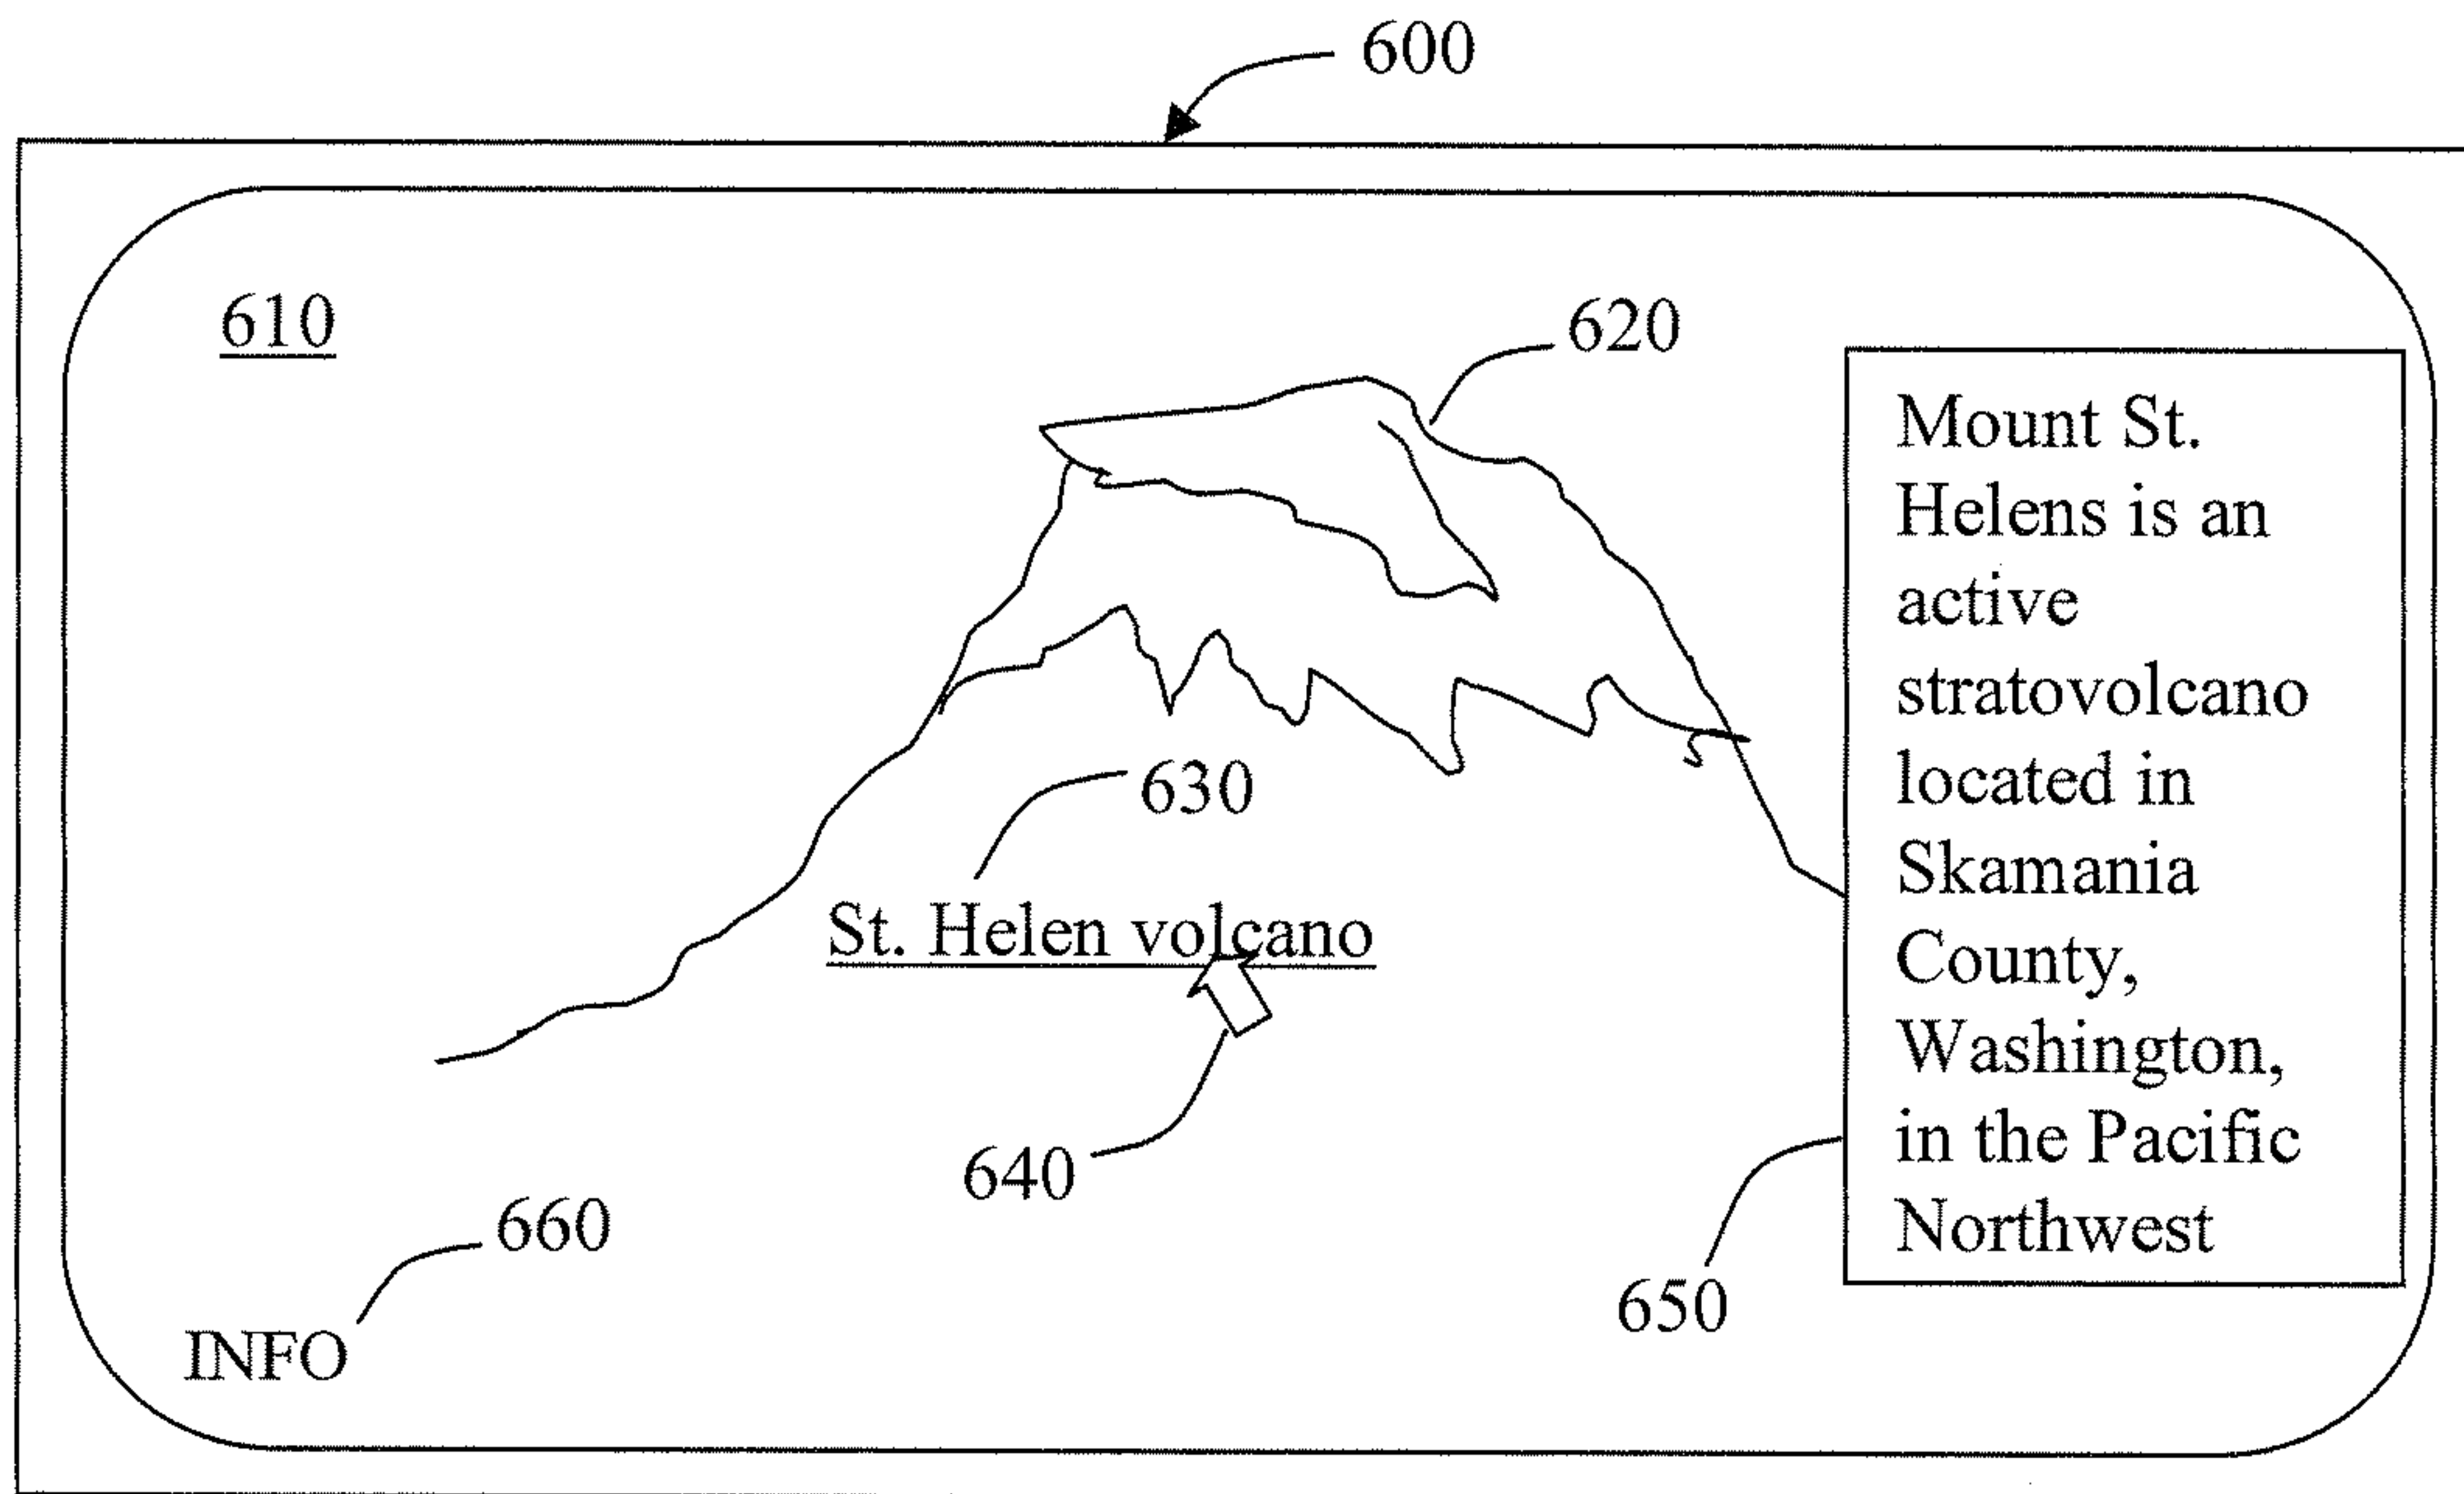 600
610
620
Mount St.
Helens is an
active
stratovolcano
located in
Skamania
County,
Washington,
in the Pacific
Northwest
630
St. Helen volcano
640
650
660
INFO